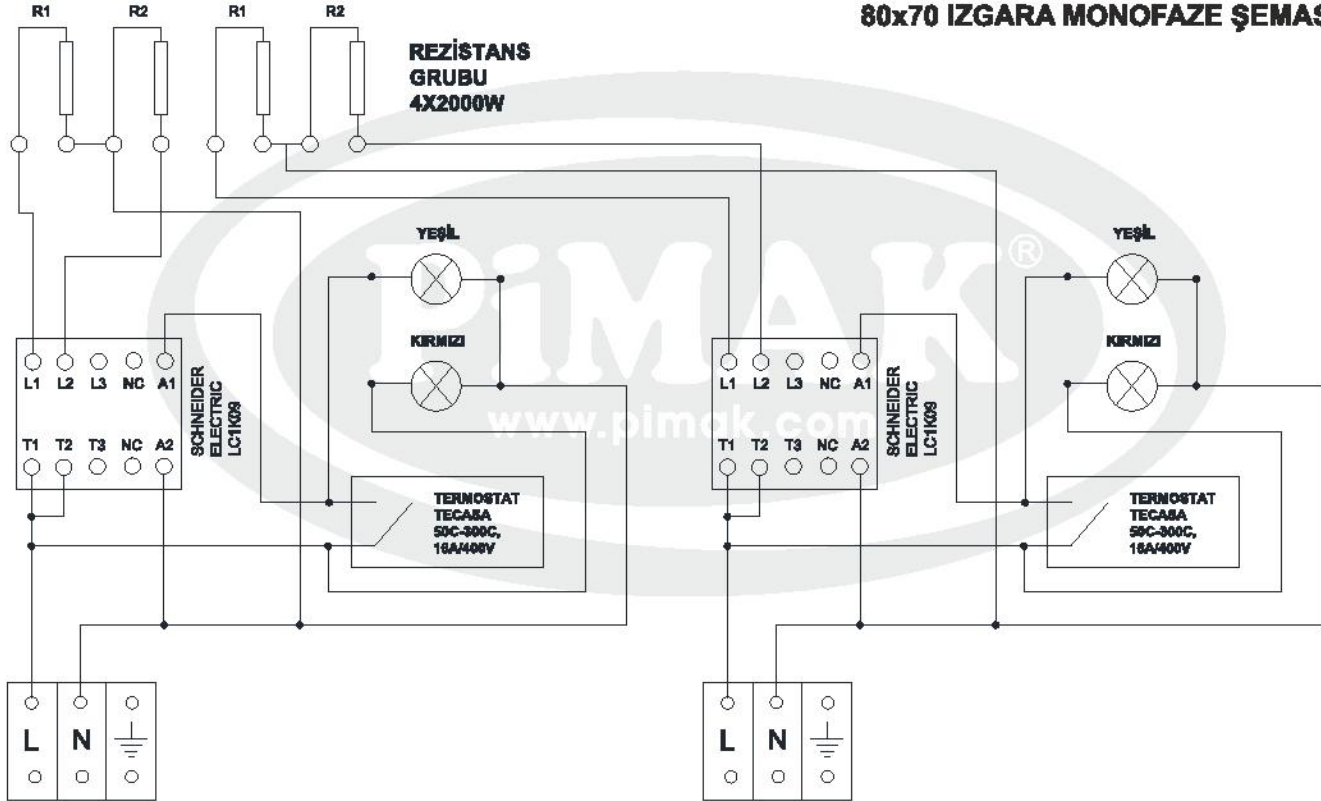 80x70 IZGARA MONOFAZE ŞEMAS
R1 R2 R1 R2
REZİSTANS
GRUBU
4X2000W
PiMAK®
www.pimak.com
YEŞİL
KIRMIZI
L1 L2 L3 NC A1
T1 T2 T3 NC A2
SCHNEIDER
ELECTRIC
LC1K09
TERMOSTAT
TECASA
50C-300C,
16A/400V
L N
YEŞİL
KIRMIZI
L1 L2 L3 NC A1
T1 T2 T3 NC A2
SCHNEIDER
ELECTRIC
LC1K09
TERMOSTAT
TECASA
50C-300C,
16A/400V
L N